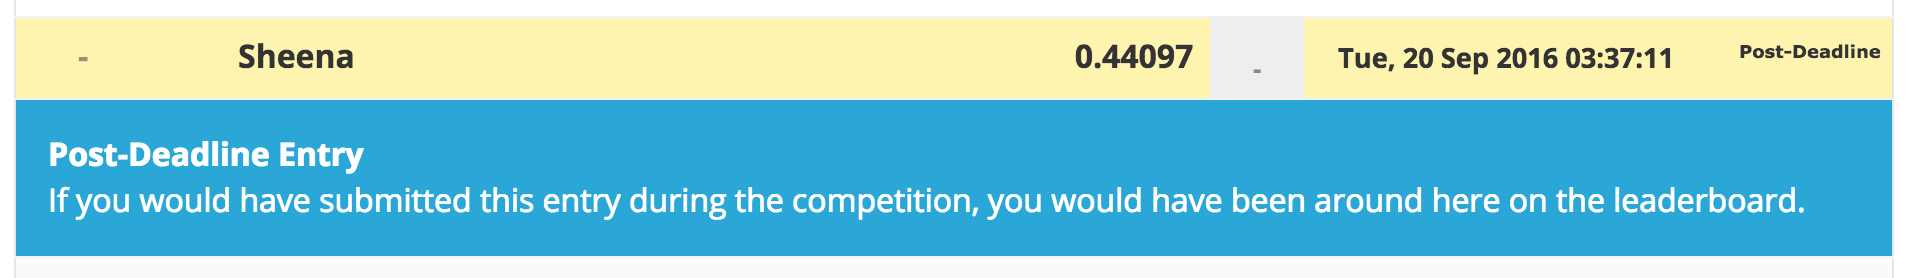 - Sheena 0.44097 - Tue, 20 Sep 2016 03:37:11 Post-Deadline
Post-Deadline Entry
If you would have submitted this entry during the competition, you would have been around here on the leaderboard.